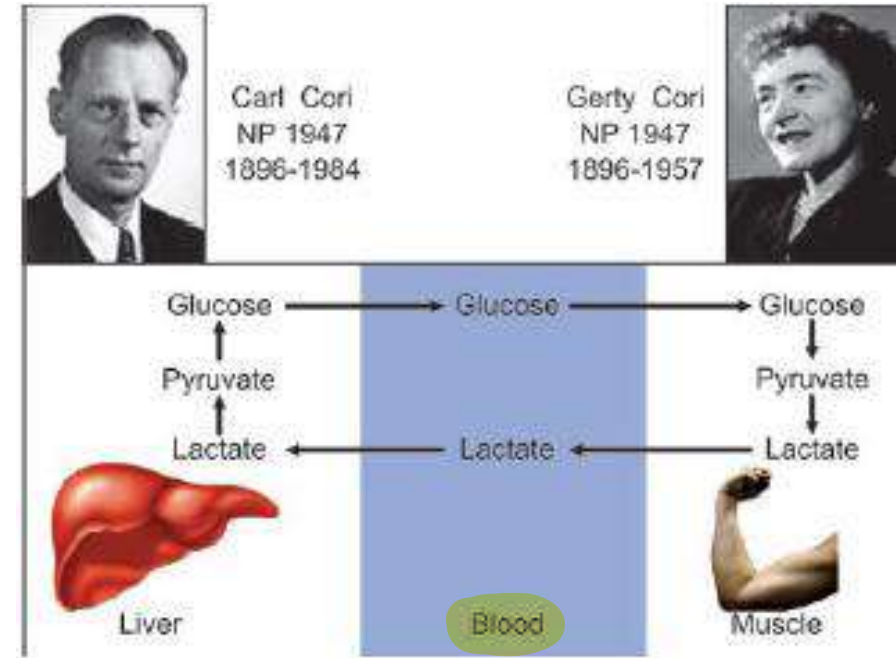 Carl Cori
NP 1947
1896-1984
Gerty Cori
NP 1947
1896-1957
Glucose Glucose Glucose
Pyruvate Pyruvate
Lactate Lactate Lactate
Liver Blood Muscle